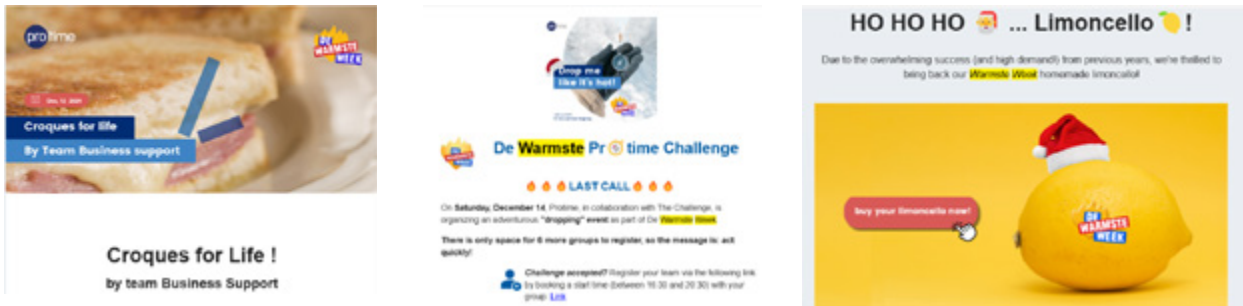 protime
DE
WARMSTE
WEEK
Croques for life
By Team Business support
Croques for Life !
by team Business Support
Drop me
like it's hot!
De Warmste Pr time Challenge
LAST CALL
On Saturday, December 14, Protime, in collaboration with The Challenge, is
organizing an adventurous "dropping" event as part of De Warmste Week.
There is only space for 6 more groups to register, so the message is: act
quickly!
Challenge accepted? Register your team via the following link
by booking a start time (between 16:30 and 20:30) with your
group: Link
HO HO HO 🎅 ... Limoncello 🍋 !
Due to the overwhelming success (and high demand!) from previous years, we're thrilled to
bring back our Warmste Week homemade limoncello!
buy your limoncello now!
DE
WARMSTE
WEEK